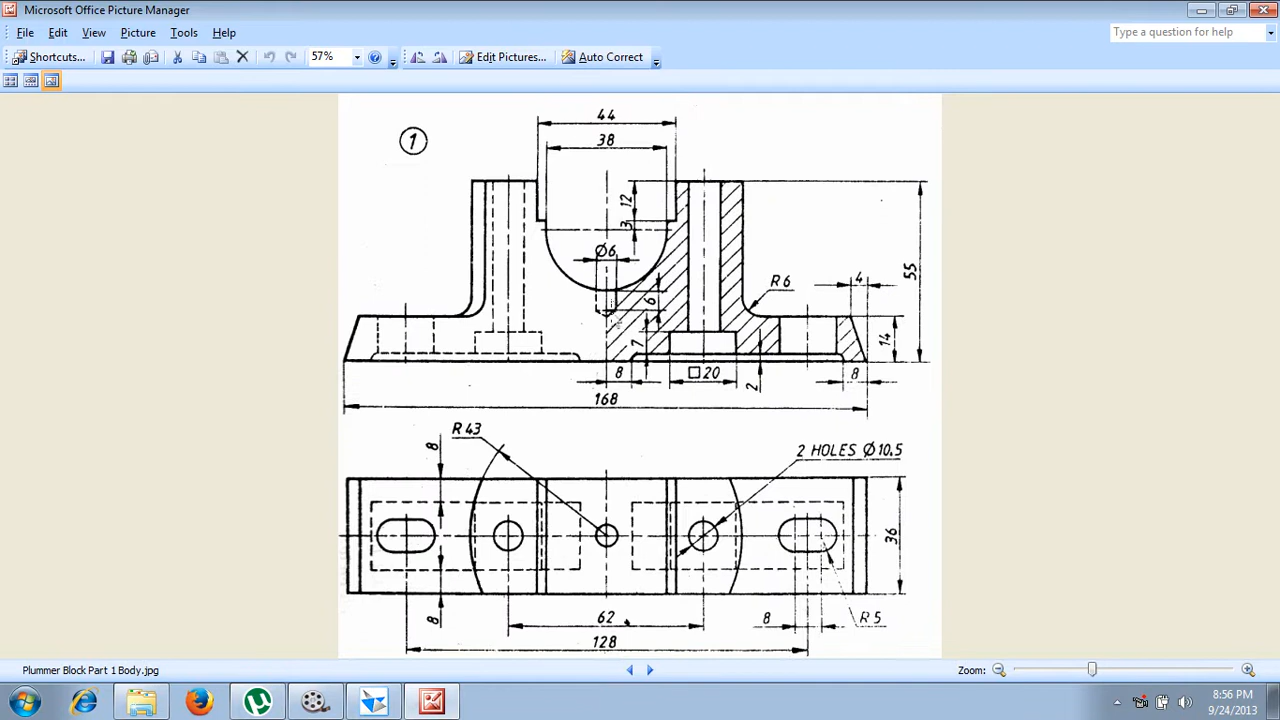 Microsoft Office Picture Manager
File Edit View Picture Tools Help
Type a question for help
Shortcuts... 57% Edit Pictures... Auto Correct
1
44
38
12
3
Ø6
6
7
R6
4
55
14
8
□20
2
8
168
R43
8
2 HOLES Ø10,5
36
8
62
8
R5
128
Plummer Block Part 1 Body.jpg
Zoom:
8:56 PM
9/24/2013